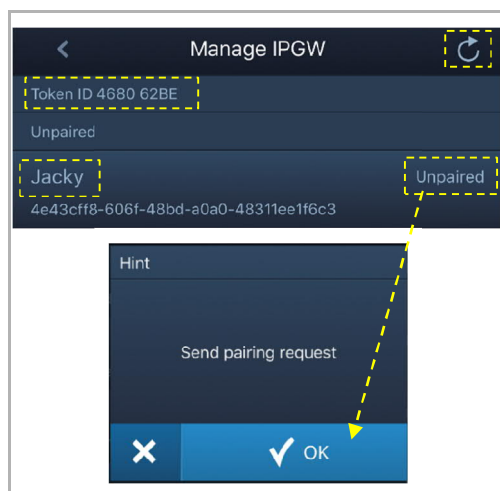 Manage IPGW
Token ID 4680 62BE
Unpaired
Jacky
Unpaired
4e43cff8-606f-48bd-a0a0-48311ee1f6c3
Hint
Send pairing request
OK